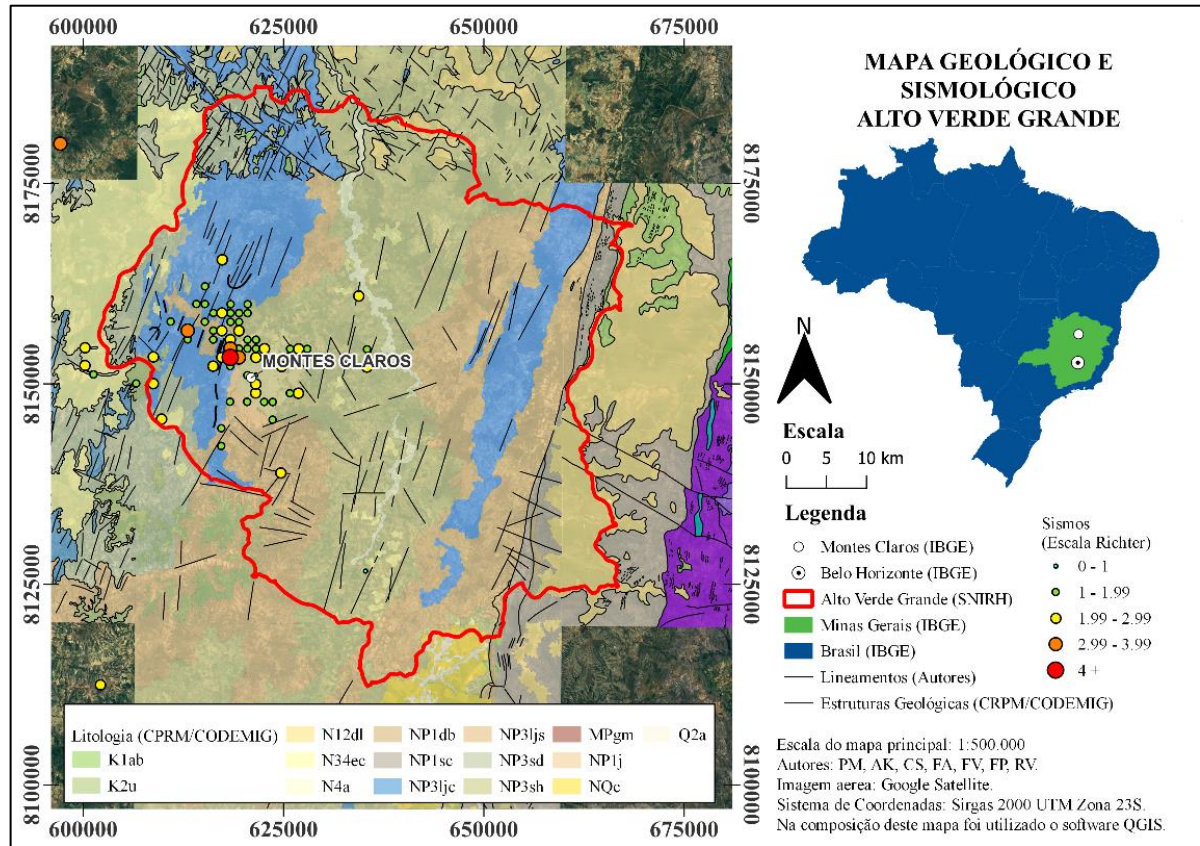 600000
625000
650000
675000
8175000
8150000
8125000
8100000
8175000
8150000
8125000
8100000
MONTES CLAROS
Litologia (CPRM/CODEMIG)
K1ab
K2u
N12dl
N34ec
N4a
NP1db
NP1sc
NP3ljc
NP3ljs
NP3sd
NP3sh
MPgm
NP1j
NQc
Q2a
600000
625000
650000
675000
MAPA GEOLÓGICO E
SISMOLÓGICO
ALTO VERDE GRANDE
N
Escala
0 5 10 km
Legenda
Montes Claros (IBGE)
Belo Horizonte (IBGE)
Alto Verde Grande (SNIRH)
Minas Gerais (IBGE)
Brasil (IBGE)
Lineamentos (Autores)
Estruturas Geológicas (CRPM/CODEMIG)
Sismos
(Escala Richter)
0 - 1
1 - 1.99
1.99 - 2.99
2.99 - 3.99
4 +
Escala do mapa principal: 1:500.000
Autores: PM, AK, CS, FA, FV, FP, RV.
Imagem aerea: Google Satellite.
Sistema de Coordenadas: Sirgas 2000 UTM Zona 23S.
Na composição deste mapa foi utilizado o software QGIS.